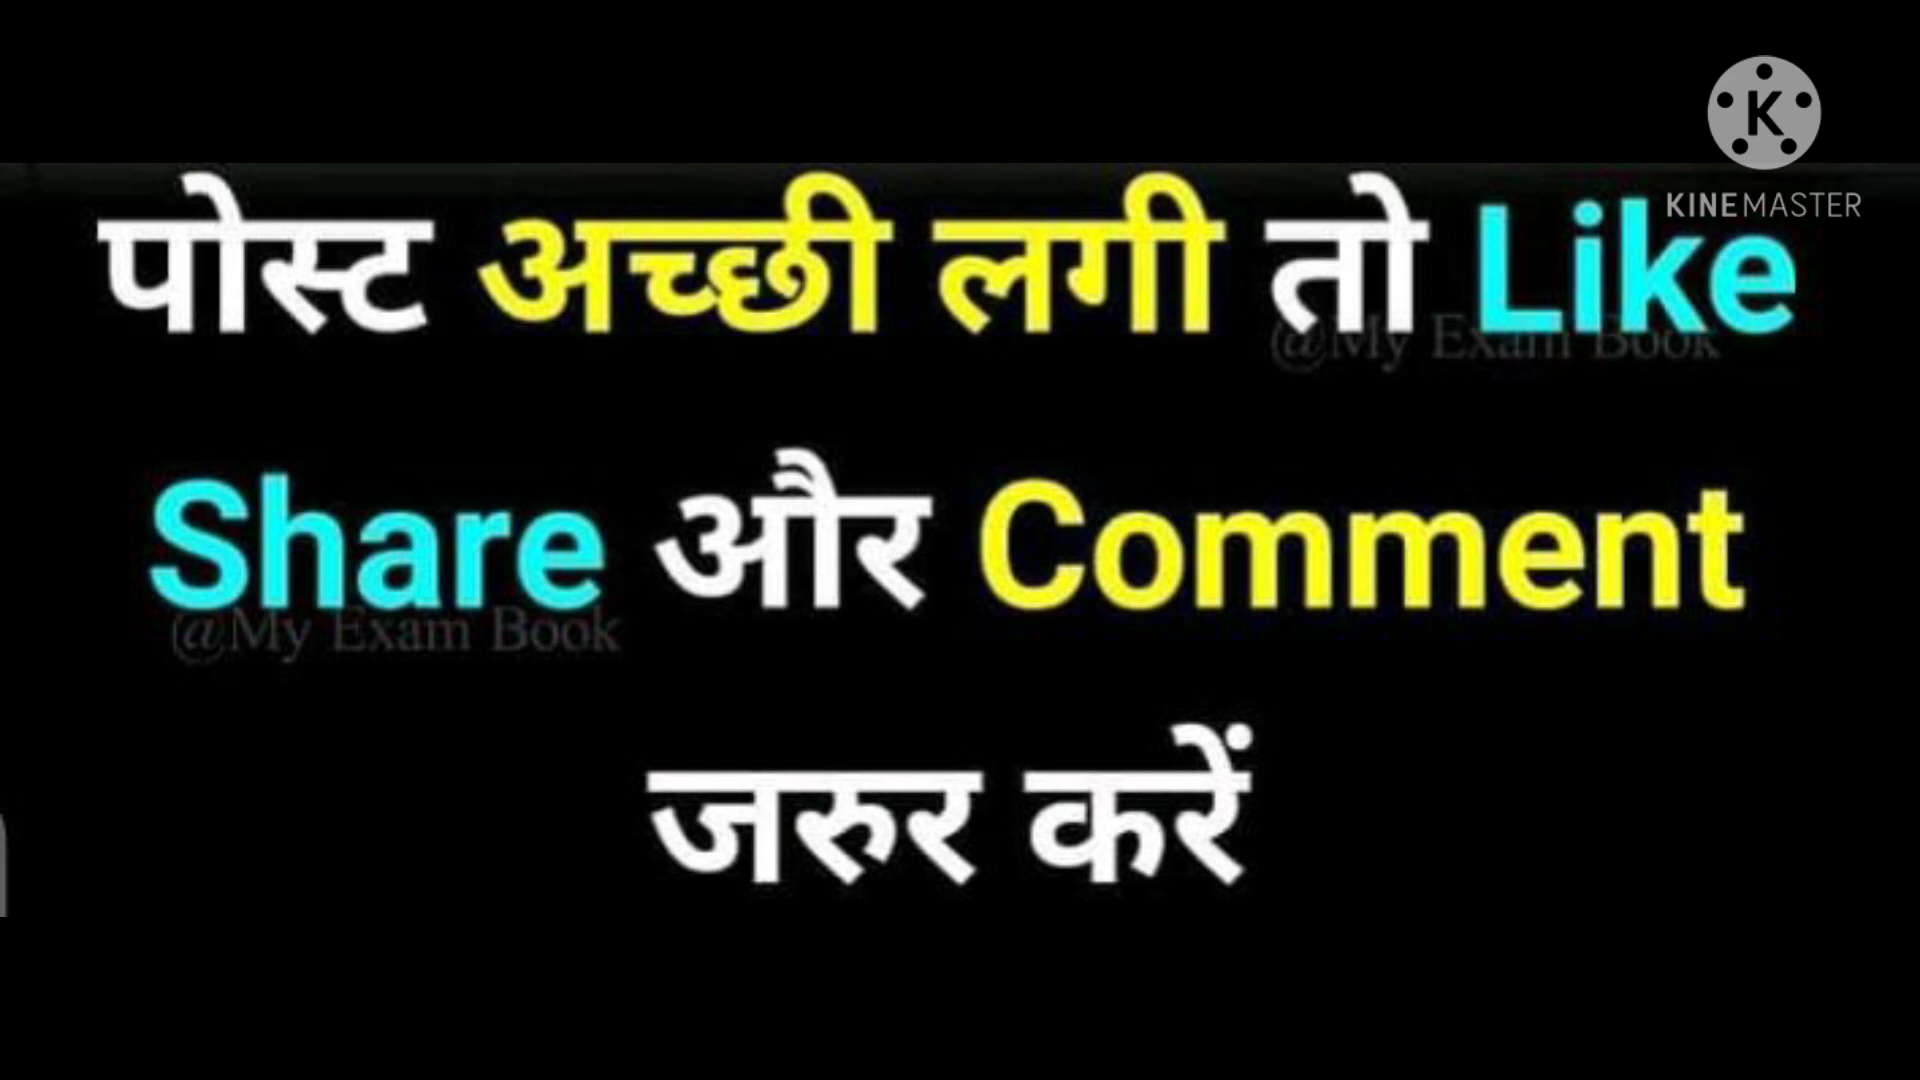 K
KINEMASTER
पोस्ट अच्छी लगी तो Like
@My Exam Book
Share और Comment
@My Exam Book
जरुर करें